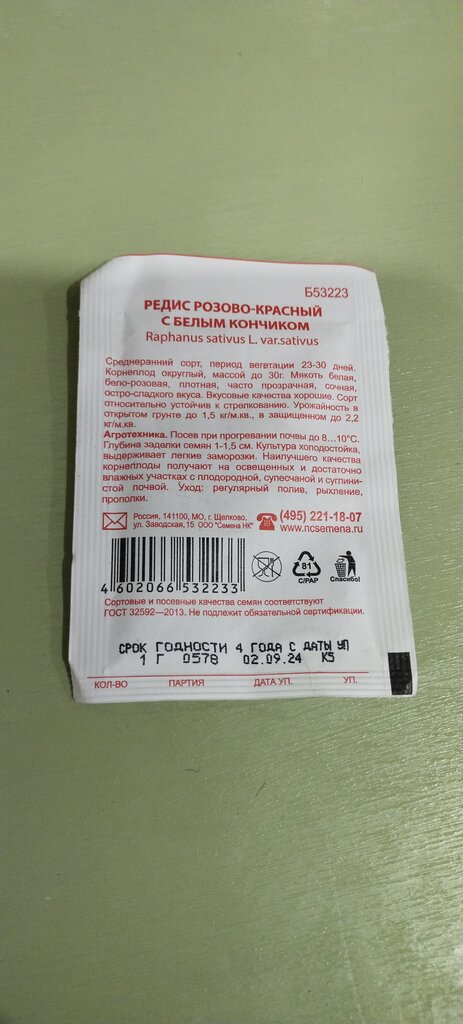 Б53223
РЕДИС РОЗОВО-КРАСНЫЙ
С БЕЛЫМ КОНЧИКОМ
Raphanus sativus L. var.sativus
Среднеранний сорт, период вегетации 23-30 дней.
Корнеплод округлый, массой до 30г. Мякоть белая,
бело-розовая, плотная, часто прозрачная, сочная,
остро-сладкого вкуса. Вкусовые качества хорошие. Сорт
относительно устойчив к стрелкованию. Урожайность в
открытом грунте до 1,5 кг/м.кв., в защищенном до 2,2
кг/м.кв.
Агротехника. Посев при прогревании почвы до 8...10°С.
Глубина заделки семян 1-1,5 см. Культура холодостойка,
выдерживает легкие заморозки. Наилучшего качества
корнеплоды получают на освещенных и достаточно
влажных участках с плодородной, супесчаной и суглини-
стой почвой. Уход: регулярный полив, рыхление,
прополки.
Россия, 141100, МО, г. Щелково,
ул. Заводская, 15 ООО "Семена НК"
(495) 221-18-07
www.ncsemena.ru
4 602066 532233
81
C/PAP
Спасибо!
Сортовые и посевные качества семян соответствуют
ГОСТ 32592—2013. Не подлежит обязательной сертификации.
СРОК ГОДНОСТИ 4 ГОДА С ДАТЫ УП
1 Г 0578 02.09.24 К5
КОЛ-ВО ПАРТИЯ ДАТА УП. УП.